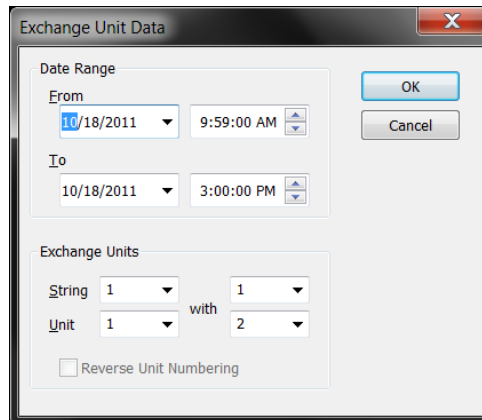 Exchange Unit Data
Date Range
From
10/18/2011 9:59:00 AM
To
10/18/2011 3:00:00 PM
OK
Cancel
Exchange Units
String 1 with 1
Unit 1 2
Reverse Unit Numbering